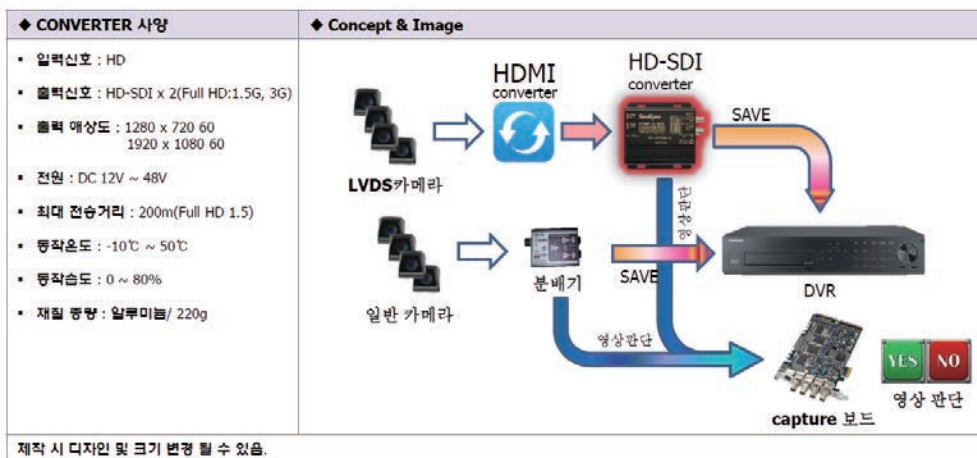 ◆ CONVERTER 사양
▪ 입력신호 : HD
▪ 출력신호 : HD-SDI x 2(Full HD:1.5G, 3G)
▪ 출력 해상도 : 1280 x 720 60
1920 x 1080 60
▪ 전원 : DC 12V ~ 48V
▪ 최대 전송거리 : 200m(Full HD 1.5)
▪ 동작온도 : -10℃ ~ 50℃
▪ 동작습도 : 0 ~ 80%
▪ 재질 중량 : 알루미늄/ 220g
◆ Concept & Image
HDMI
converter
HD-SDI
converter
SAVE
LVDS카메라
영상판단
분배기
SAVE
DVR
일반 카메라
영상판단
YES
NO
capture 보드
영상 판단
제작 시 디자인 및 크기 변경 될 수 있음.